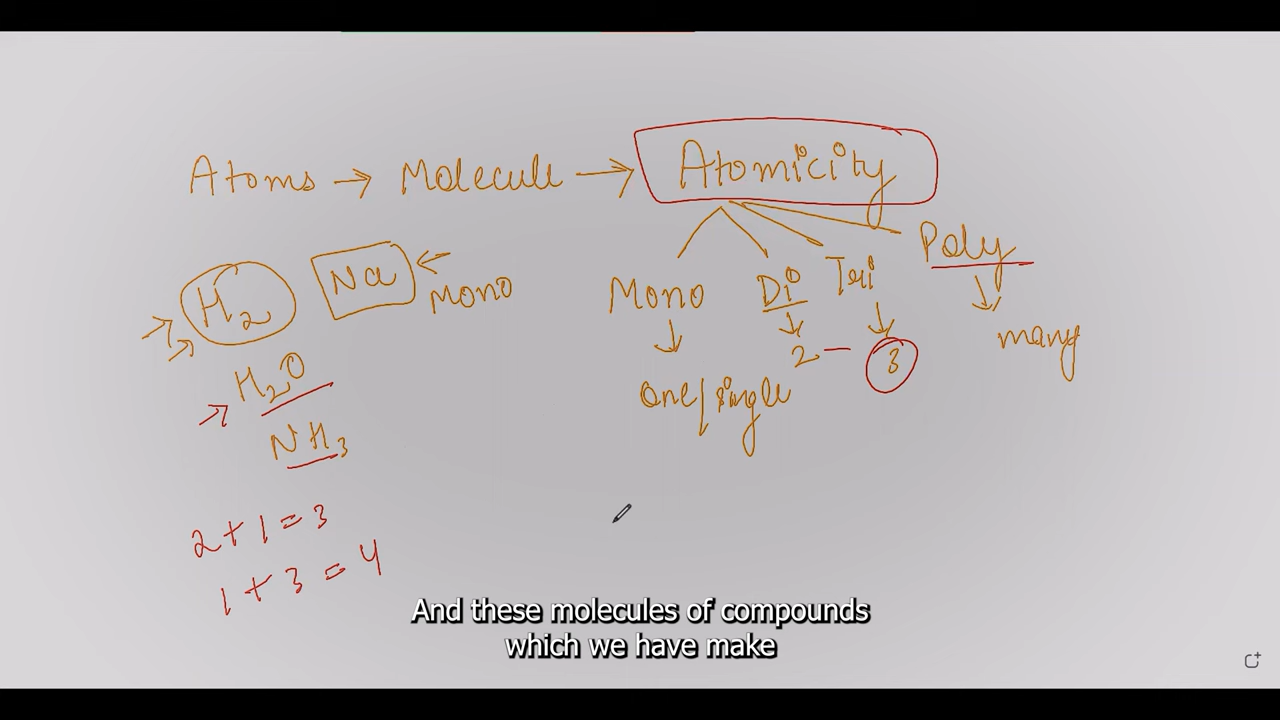 Atoms → Molecule → Atomicity
H₂ Na ← Mono
Mono Di Tri Poly
↓ ↓ ↓ ↓
one/single 2 – 3 many
→ H₂O
NH₃
2 + 1 = 3
1 + 3 = 4
And these molecules of compounds
which we have make